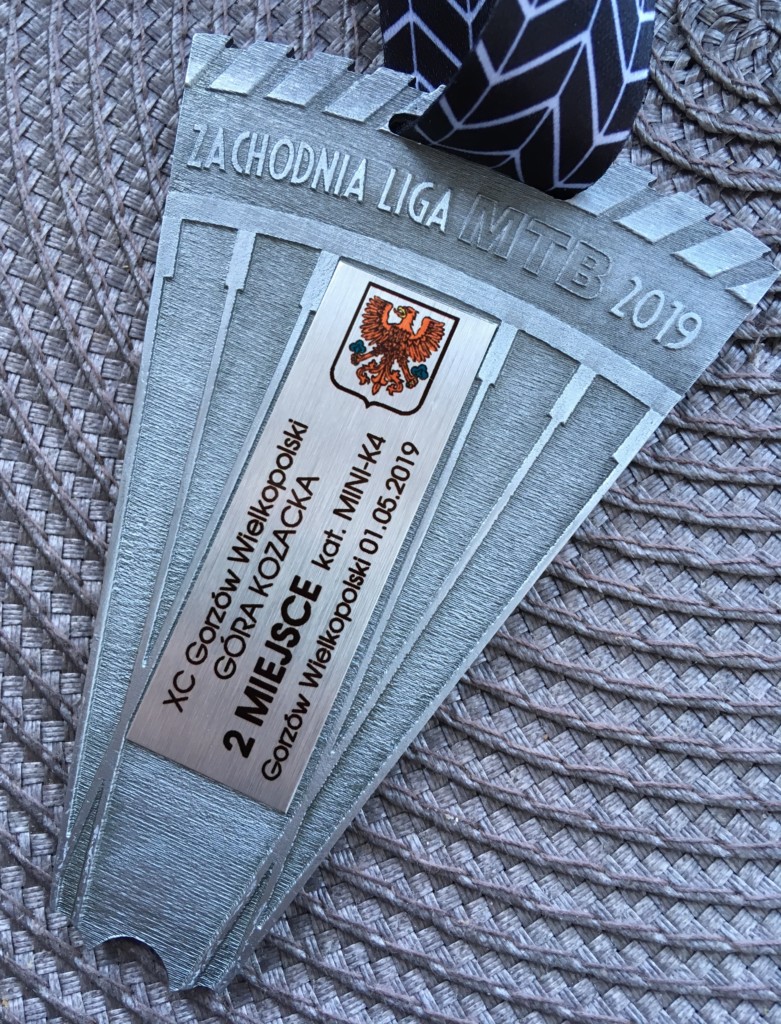 ZACHODNIA LIGA MTB 2019
XC Gorzów Wielkopolski
GÓRA KOZACKA
2 MIEJSCE kat. MINI-K4
Gorzów Wielkopolski 01.05.2019